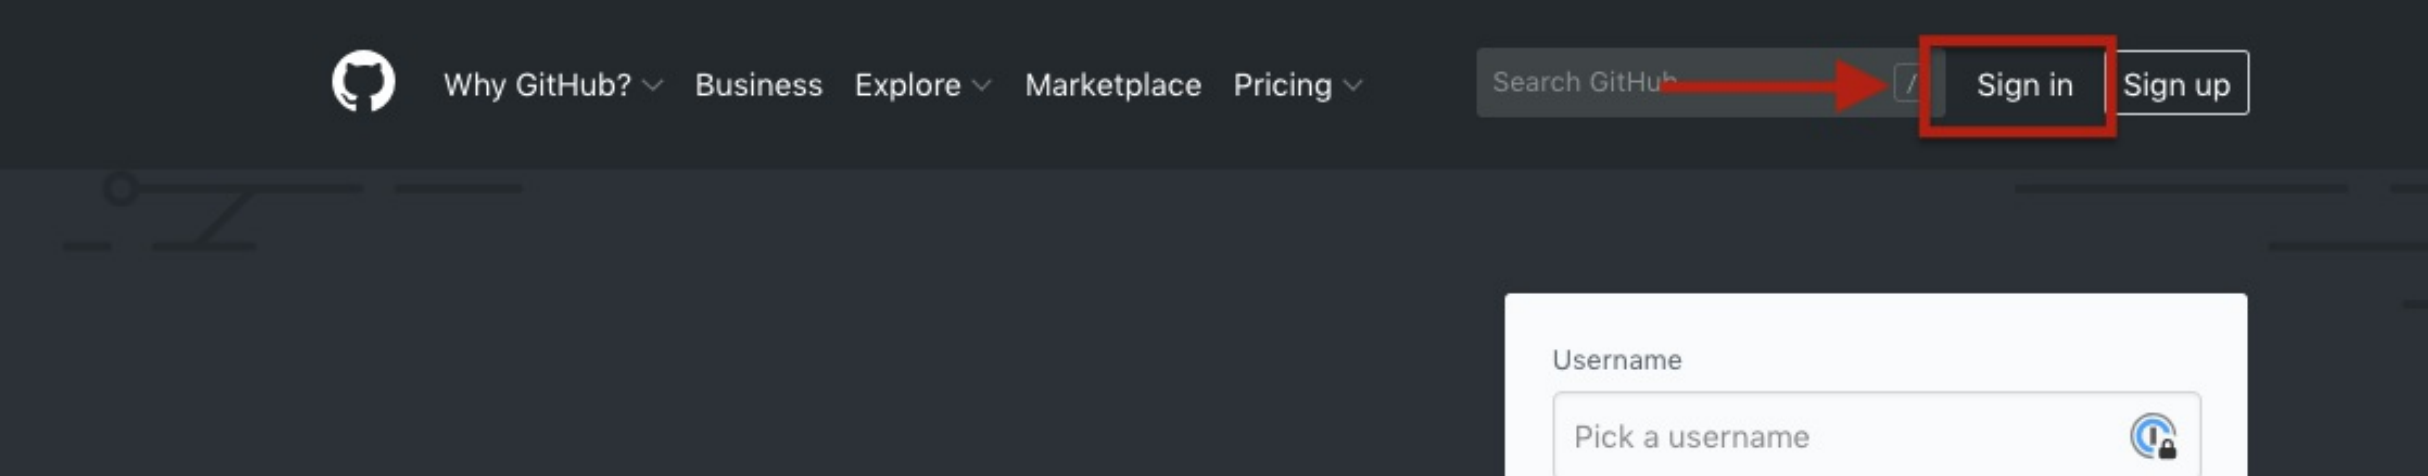 Why GitHub? Business Explore Marketplace Pricing Search GitHub / Sign in Sign up
Username
Pick a username